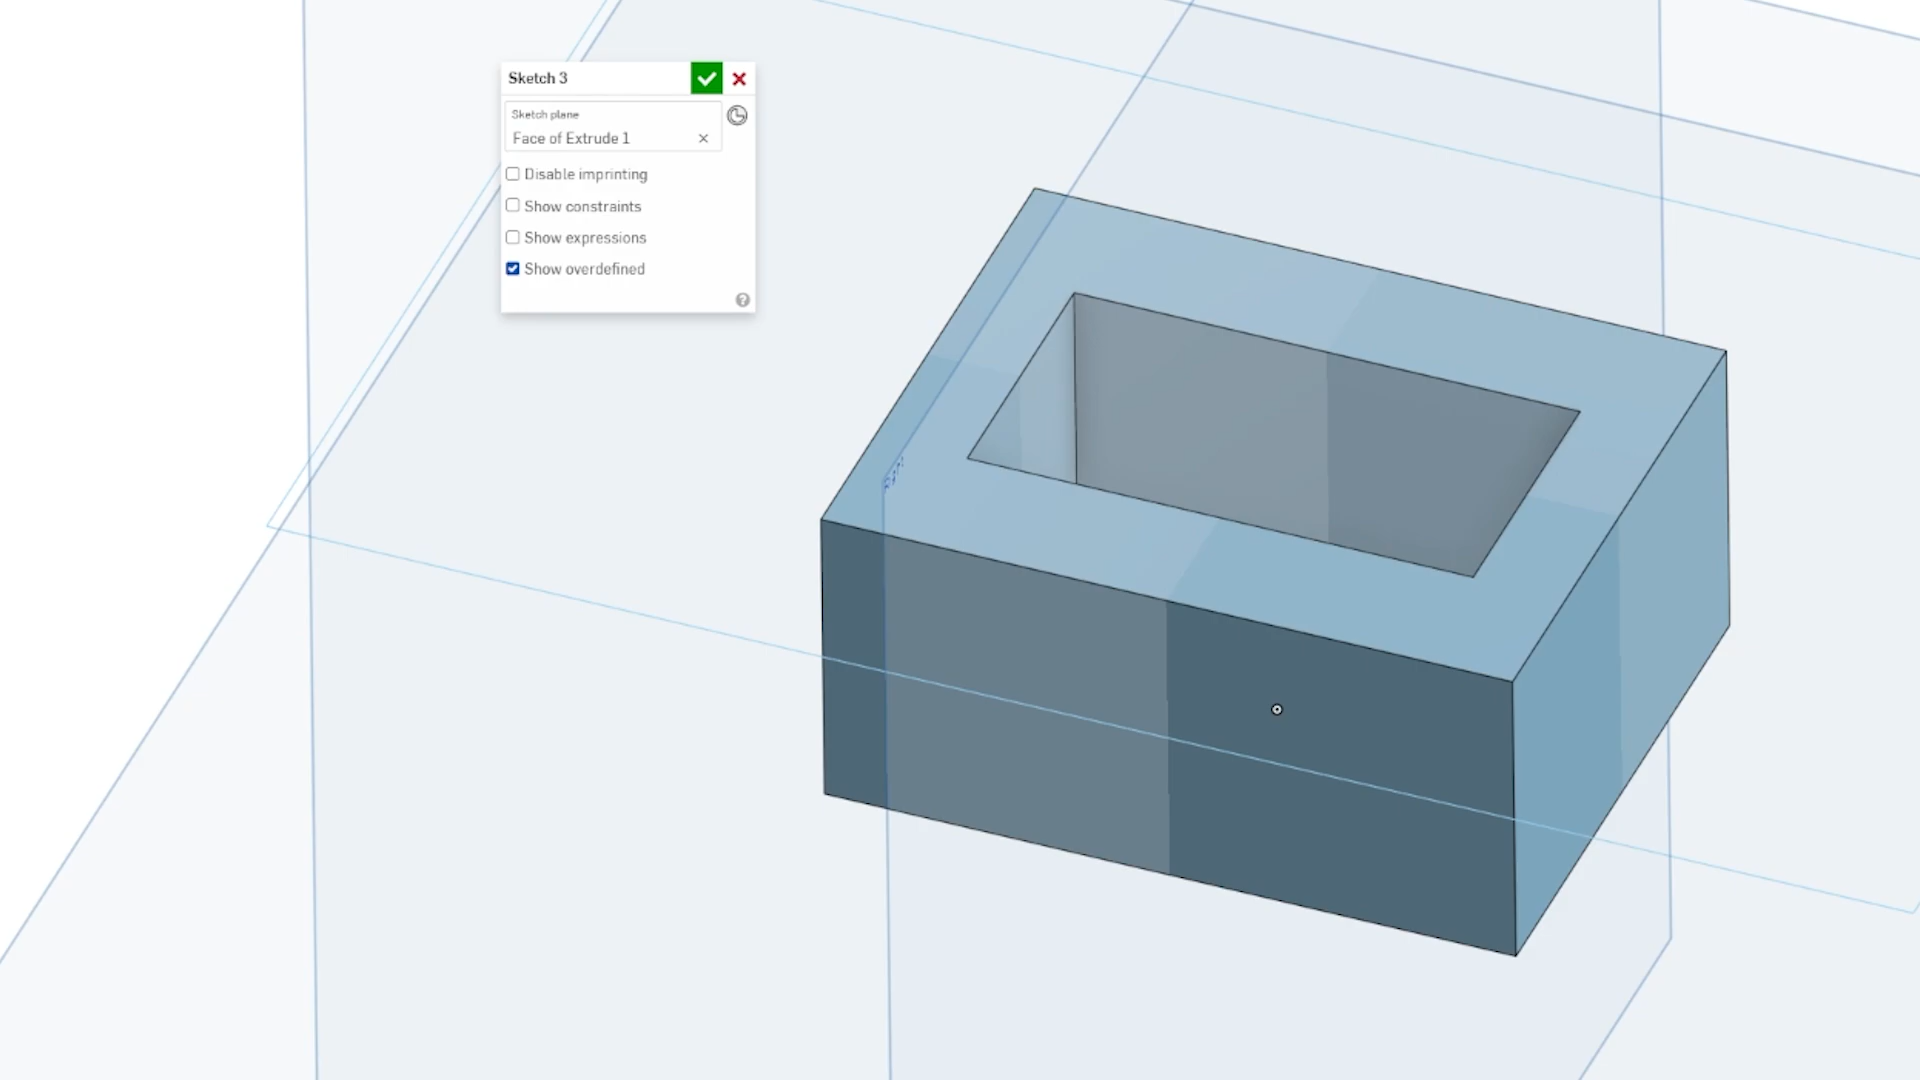 Sketch 3
Sketch plane
Face of Extrude 1
Disable imprinting
Show constraints
Show expressions
Show overdefined